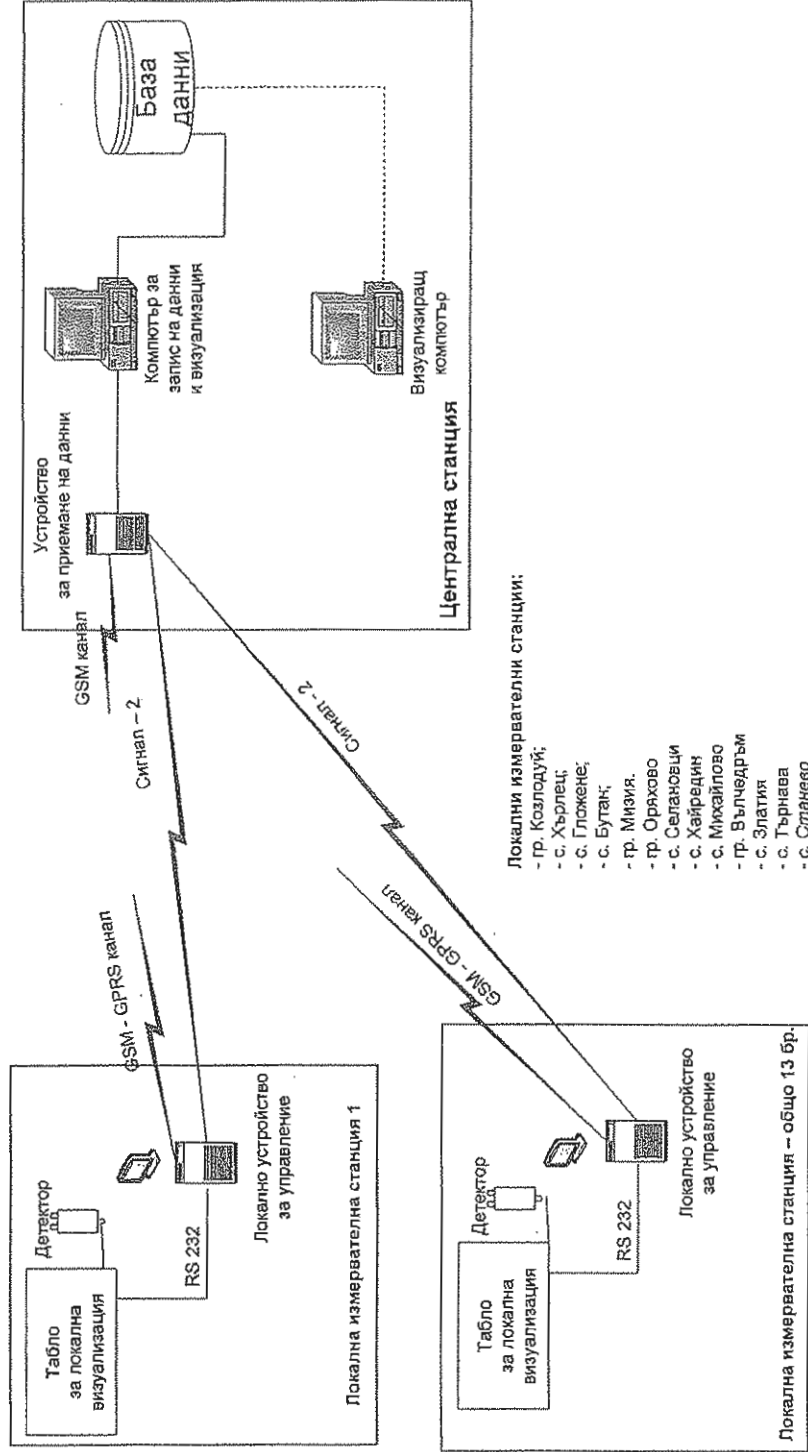 Табло
за локална
визуализация
Детектор
RS 232
Локално устройство
за управление
Локална измервателна станция 1
GSM - GPRS канал
Сигнал – 2
GSM канал
Устройство
за приемане на данни
Компютър за
запис на данни
и визуализация
База
данни
Визуализиращ
компютър
Централна станция
Табло
за локална
визуализация
Детектор
RS 232
Локално устройство
за управление
Локална измервателна станция – общо 13 бр.
GSM - GPRS канал
Сигнал - 2
Локални измервателни станции;
- гр. Козлодуй;
- с. Хърлец;
- с. Гложене;
- с. Бутан;
- гр. Мизия.
- гр. Оряхово
- с. Селановци
- с. Хайредин
- с. Михайлово
- гр. Вълчедръм
- с. Златия
- с. Търнава
- с. Станево